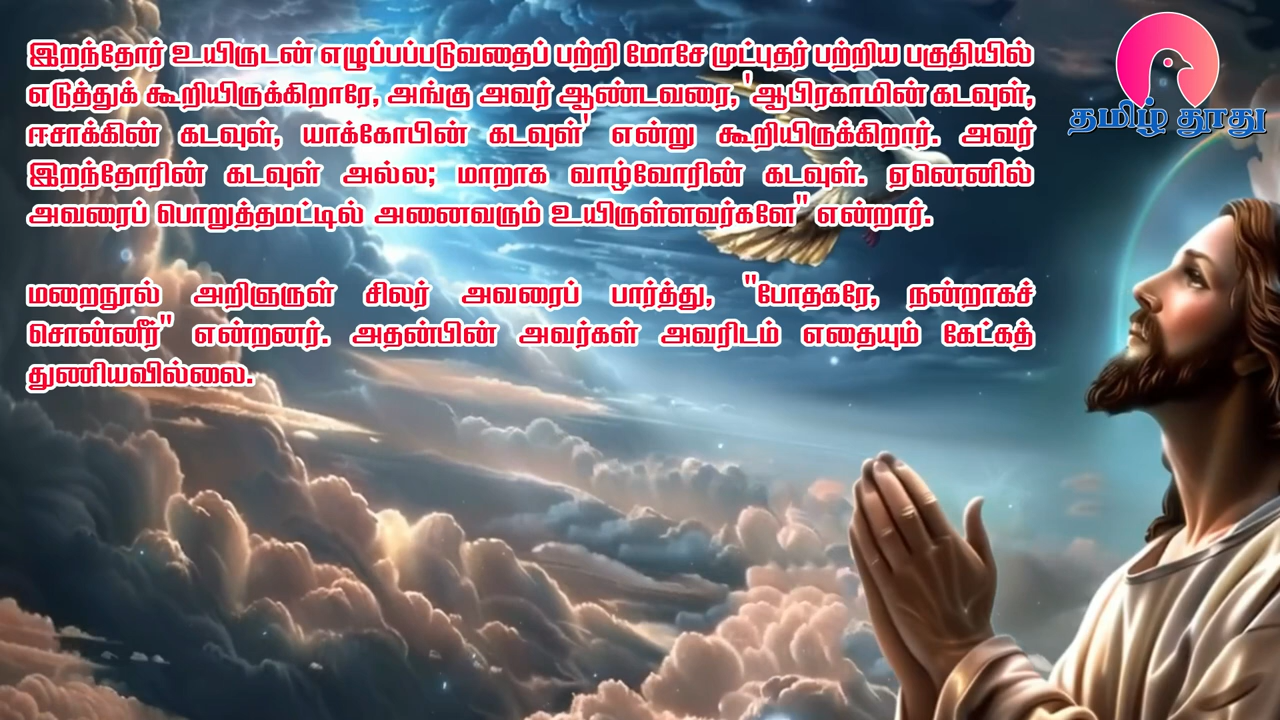 இறந்தோர் உயிருடன் எழுப்பப்படுவதைப் பற்றி மோசே முட்புதர் பற்றிய பகுதியில்
எடுத்துக் கூறியிருக்கிறாரே, அங்கு அவர் ஆண்டவரை, 'ஆபிரகாமின் கடவுள்,
ஈசாக்கின் கடவுள், யாக்கோபின் கடவுள்' என்று கூறியிருக்கிறார். அவர்
இறந்தோரின் கடவுள் அல்ல; மாறாக வாழ்வோரின் கடவுள். ஏனெனில்
அவரைப் பொறுத்தமட்டில் அனைவரும் உயிருள்ளவர்களே" என்றார்.
மறைநூல் அறிஞருள் சிலர் அவரைப் பார்த்து, "போதகரே, நன்றாகச்
சொன்னீர்" என்றனர். அதன்பின் அவர்கள் அவரிடம் எதையும் கேட்கத்
துணியவில்லை.
தமிழ் தூது